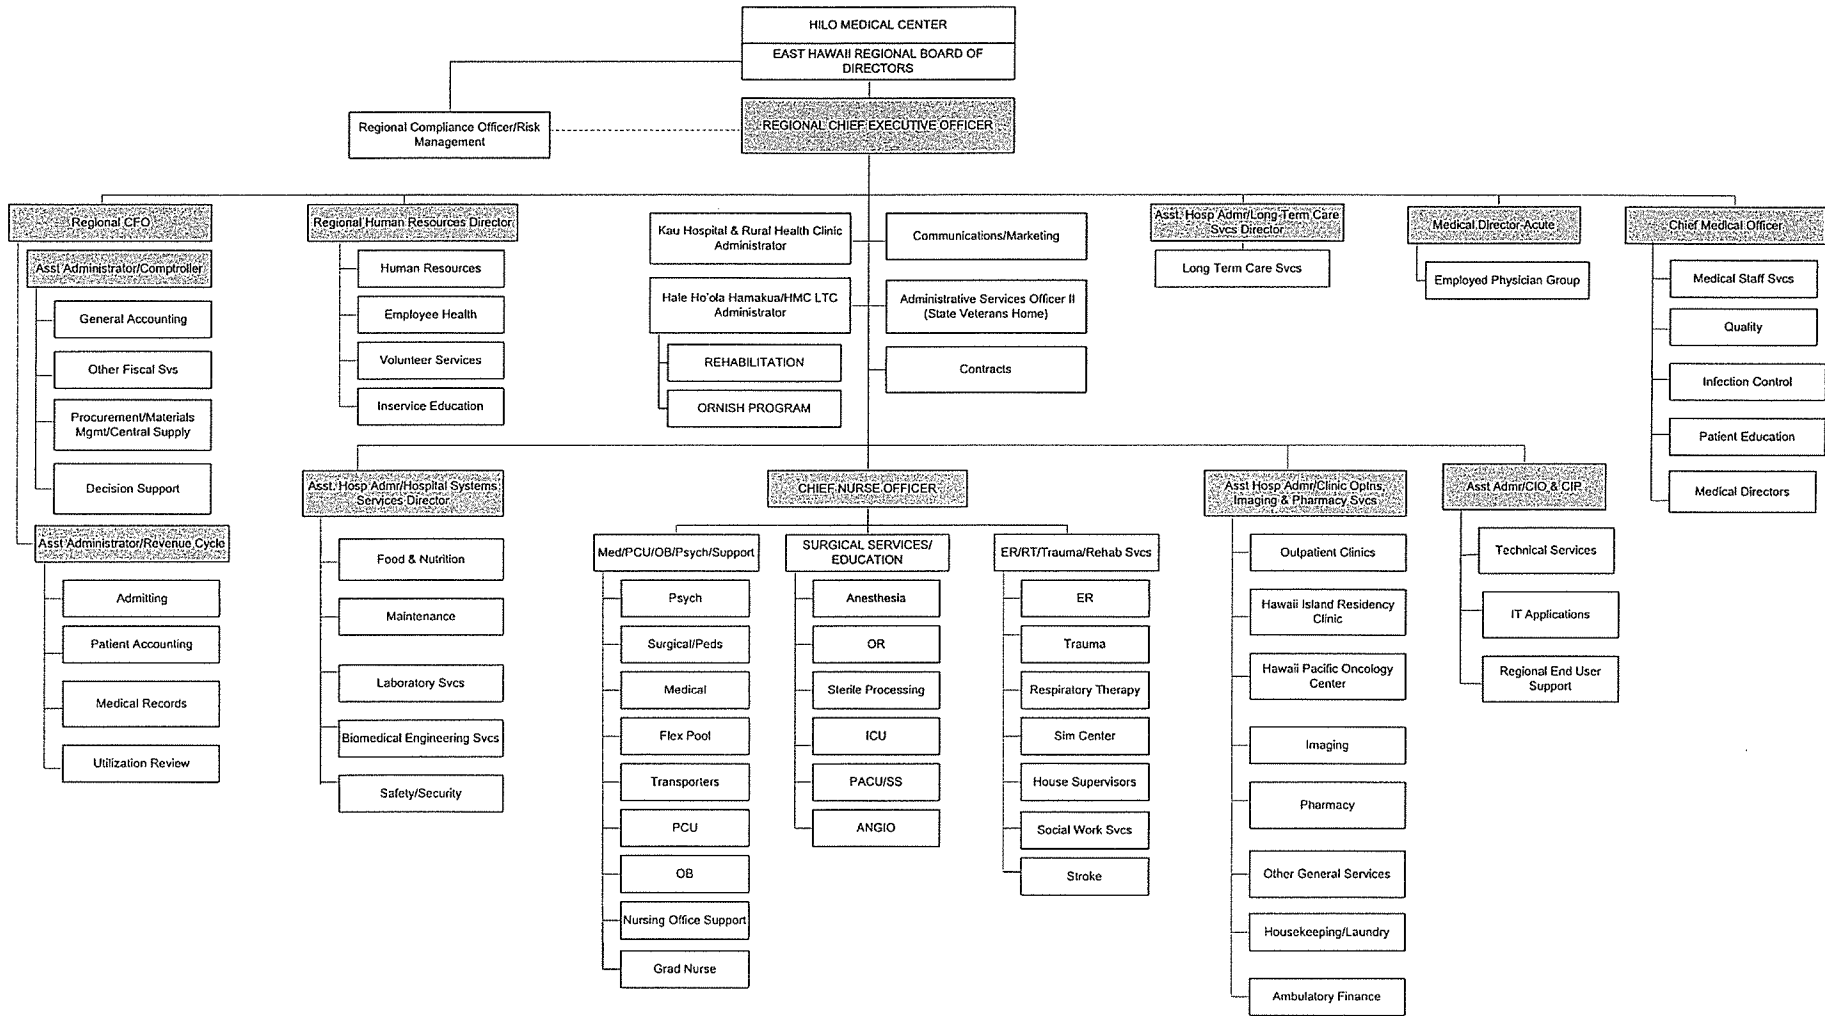 HILO MEDICAL CENTER
EAST HAWAII REGIONAL BOARD OF
DIRECTORS
Regional Compliance Officer/Risk
Management
REGIONAL CHIEF EXECUTIVE OFFICER
Regional CFO
Asst Administrator/Comptroller
General Accounting
Other Fiscal Svs
Procurement/Materials
Mgmt/Central Supply
Decision Support
Asst Administrator/Revenue Cycle
Admitting
Patient Accounting
Medical Records
Utilization Review
Regional Human Resources Director
Human Resources
Employee Health
Volunteer Services
Inservice Education
Kau Hospital & Rural Health Clinic
Administrator
Hale Ho'ola Hamakua/HMC LTC
Administrator
REHABILITATION
ORNISH PROGRAM
Communications/Marketing
Administrative Services Officer II
(State Veterans Home)
Contracts
Asst. Hosp Admr/Long-Term Care
Svcs Director
Long Term Care Svcs
Medical Director-Acute
Employed Physician Group
Chief Medical Officer
Medical Staff Svcs
Quality
Infection Control
Patient Education
Medical Directors
Asst. Hosp Admr/Hospital Systems
Services Director
Food & Nutrition
Maintenance
Laboratory Svcs
Biomedical Engineering Svcs
Safety/Security
CHIEF NURSE OFFICER
Med/PCU/OB/Psych/Support
Psych
Surgical/Peds
Medical
Flex Pool
Transporters
PCU
OB
Nursing Office Support
Grad Nurse
SURGICAL SERVICES/
EDUCATION
Anesthesia
OR
Sterile Processing
ICU
PACU/SS
ANGIO
ER/RT/Trauma/Rehab Svcs
ER
Trauma
Respiratory Therapy
Sim Center
House Supervisors
Social Work Svcs
Stroke
Asst Hosp Admr/Clinic Optns,
Imaging & Pharmacy Svcs
Outpatient Clinics
Hawaii Island Residency
Clinic
Hawaii Pacific Oncology
Center
Imaging
Pharmacy
Other General Services
Housekeeping/Laundry
Ambulatory Finance
Asst Admr/CIO & CIP
Technical Services
IT Applications
Regional End User
Support